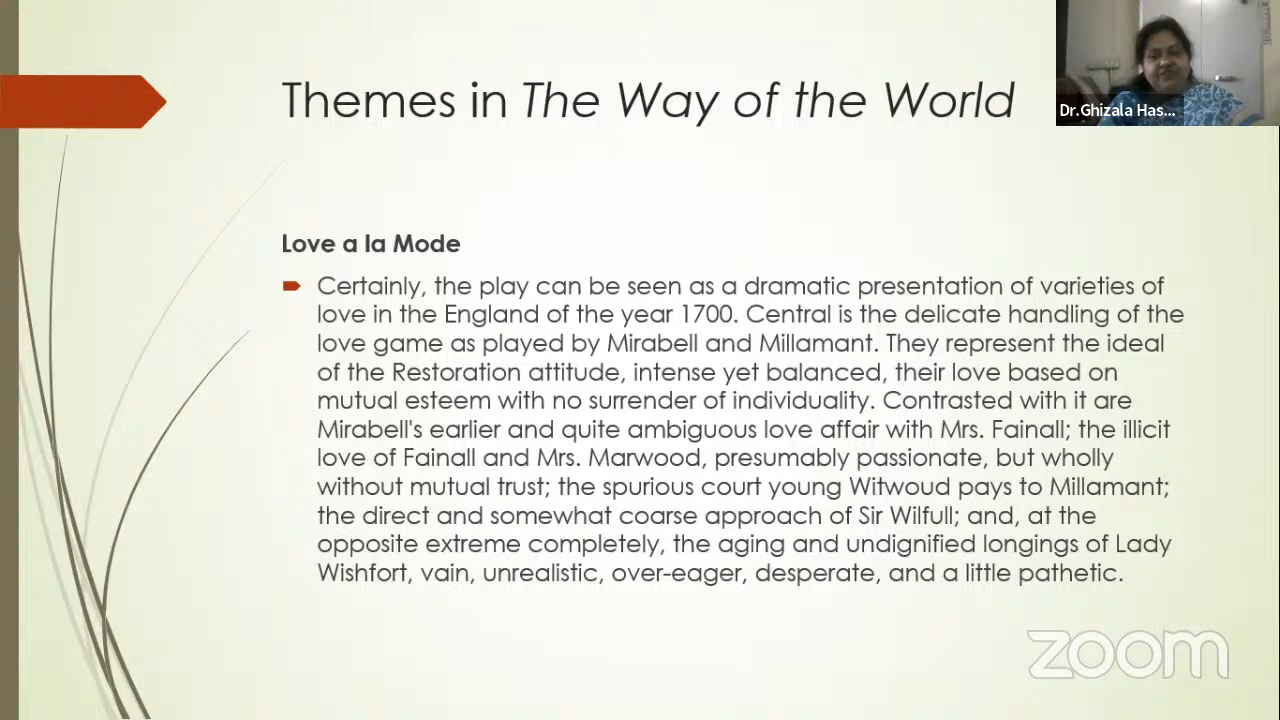 Themes in The Way of the World
Dr.Ghizala Has...
Love a la Mode
Certainly, the play can be seen as a dramatic presentation of varieties of
love in the England of the year 1700. Central is the delicate handling of the
love game as played by Mirabell and Millamant. They represent the ideal
of the Restoration attitude, intense yet balanced, their love based on
mutual esteem with no surrender of individuality. Contrasted with it are
Mirabell's earlier and quite ambiguous love affair with Mrs. Fainall; the illicit
love of Fainall and Mrs. Marwood, presumably passionate, but wholly
without mutual trust; the spurious court young Witwoud pays to Millamant;
the direct and somewhat coarse approach of Sir Wilfull; and, at the
opposite extreme completely, the aging and undignified longings of Lady
Wishfort, vain, unrealistic, over-eager, desperate, and a little pathetic.
zoom